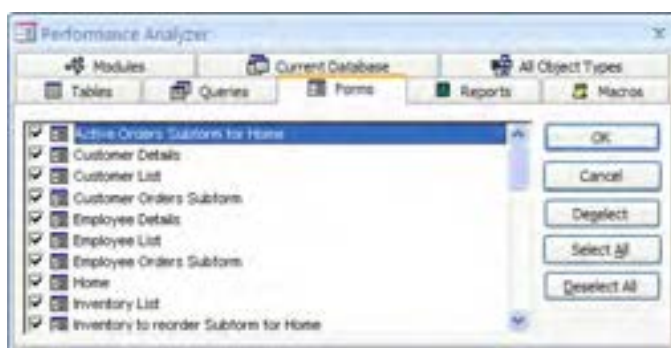 Performance Analyzer
Modules
Current Database
All Object Types
Tables
Queries
Forms
Reports
Macros
Active Orders Subform for Home
Customer Details
Customer List
Customer Orders Subform
Employee Details
Employee List
Employee Orders Subform
Home
Inventory List
Inventory to reorder Subform for Home
OK
Cancel
Deselect
Select All
Deselect All